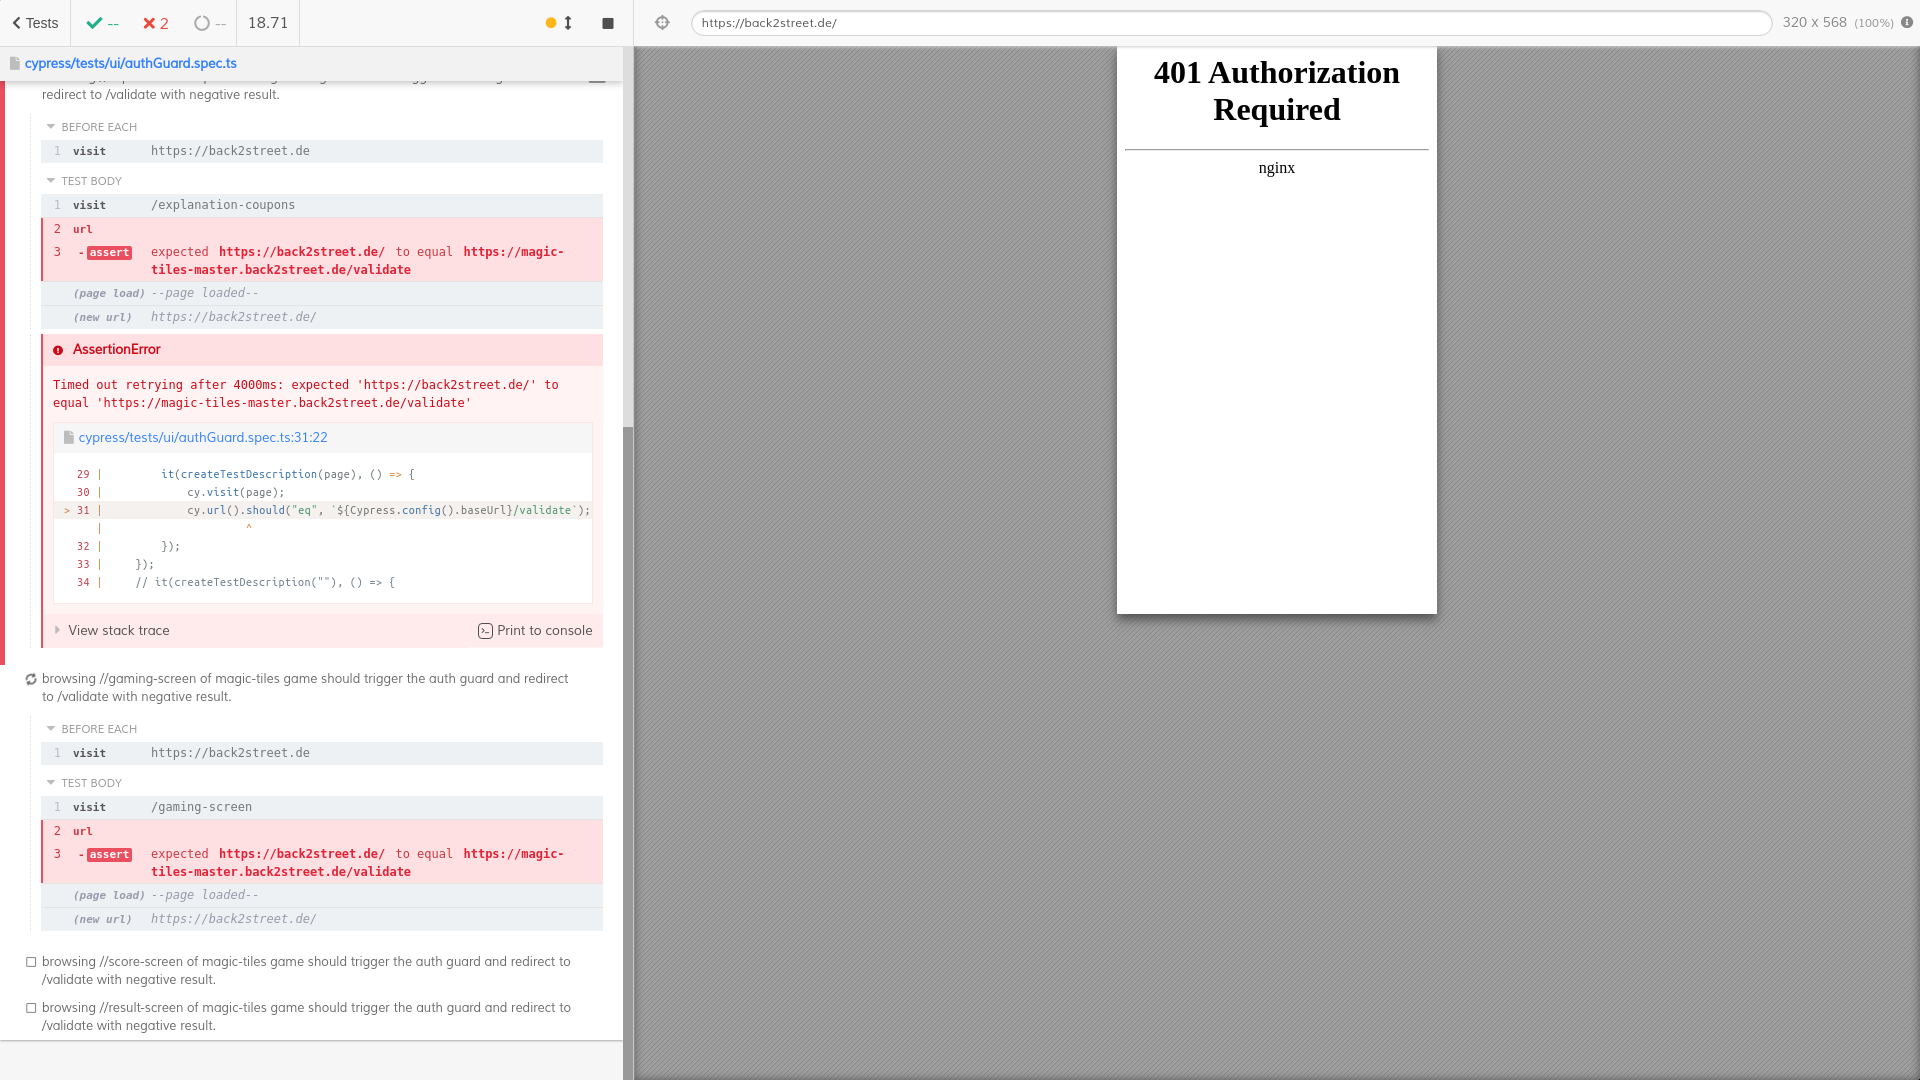 Tests
--
2
--
18.71
https://back2street.de/
320 x 568 (100%)
cypress/tests/ui/authGuard.spec.ts
redirect to /validate with negative result.
BEFORE EACH
1 visit https://back2street.de
TEST BODY
1 visit /explanation-coupons
2 url
3 -assert expected https://back2street.de/ to equal https://magic-
tiles-master.back2street.de/validate
(page load) --page loaded--
(new url) https://back2street.de/
AssertionError
Timed out retrying after 4000ms: expected 'https://back2street.de/' to
equal 'https://magic-tiles-master.back2street.de/validate'
cypress/tests/ui/authGuard.spec.ts:31:22
29 | it(createTestDescription(page), () => {
30 | cy.visit(page);
> 31 | cy.url().should("eq", `${Cypress.config().baseUrl}/validate`);
| ^
32 | });
33 | });
34 | // it(createTestDescription(""), () => {
View stack trace
Print to console
browsing //gaming-screen of magic-tiles game should trigger the auth guard and redirect
to /validate with negative result.
BEFORE EACH
1 visit https://back2street.de
TEST BODY
1 visit /gaming-screen
2 url
3 -assert expected https://back2street.de/ to equal https://magic-
tiles-master.back2street.de/validate
(page load) --page loaded--
(new url) https://back2street.de/
browsing //score-screen of magic-tiles game should trigger the auth guard and redirect to
/validate with negative result.
browsing //result-screen of magic-tiles game should trigger the auth guard and redirect to
/validate with negative result.
401 Authorization
Required
nginx